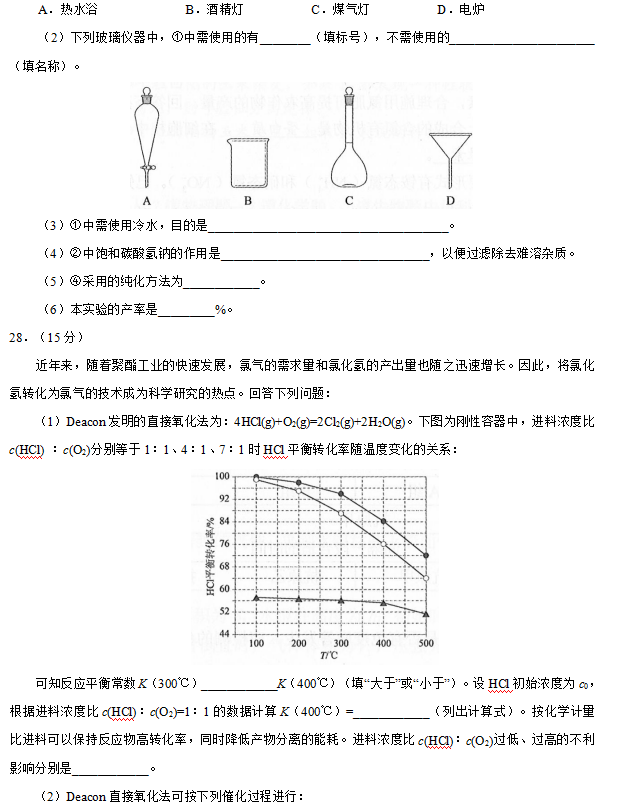 A．热水浴 B．酒精灯 C．煤气灯 D．电炉
（2）下列玻璃仪器中，①中需使用的有________（填标号），不需使用的______________________
（填名称）。
A B C D
（3）①中需使用冷水，目的是______________________________________。
（4）②中饱和碳酸氢钠的作用是_________________________________，以便过滤除去难溶杂质。
（5）④采用的纯化方法为____________。
（6）本实验的产率是_________%。
28．（15分）
近年来，随着聚酯工业的快速发展，氯气的需求量和氯化氢的产出量也随之迅速增长。因此，将氯化
氢转化为氯气的技术成为科学研究的热点。回答下列问题：
（1）Deacon发明的直接氧化法为：4HCl(g)+O₂(g)=2Cl₂(g)+2H₂O(g)。下图为刚性容器中，进料浓度比
c(HCl) ∶c(O₂)分别等于1∶1、4∶1、7∶1时HCl平衡转化率随温度变化的关系：
HCl平衡转化率/%
100
92
84
76
68
60
52
44
100 200 300 400 500
T/℃
可知反应平衡常数K（300℃）____________K（400℃）（填“大于”或“小于”）。设HCl初始浓度为c₀，
根据进料浓度比c(HCl)∶c(O₂)=1∶1的数据计算K（400℃）=____________（列出计算式）。按化学计量
比进料可以保持反应物高转化率，同时降低产物分离的能耗。进料浓度比c(HCl)∶c(O₂)过低、过高的不利
影响分别是____________。
（2）Deacon直接氧化法可按下列催化过程进行：